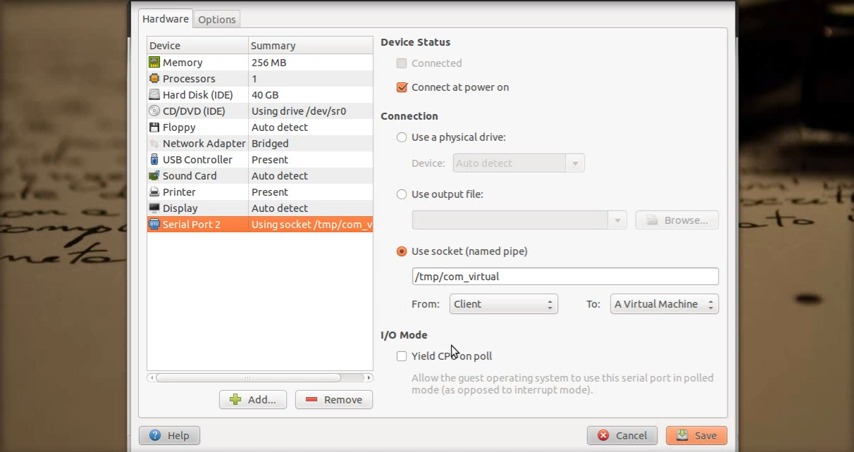 Hardware
Options
Device Summary
Memory 256 MB
Processors 1
Hard Disk (IDE) 40 GB
CD/DVD (IDE) Using drive /dev/sr0
Floppy Auto detect
Network Adapter Bridged
USB Controller Present
Sound Card Auto detect
Printer Present
Display Auto detect
Serial Port 2 Using socket /tmp/com_v
Add...
Remove
Device Status
Connected
Connect at power on
Connection
Use a physical drive:
Device: Auto detect
Use output file:
Browse...
Use socket (named pipe)
/tmp/com_virtual
From: Client To: A Virtual Machine
I/O Mode
Yield CPU on poll
Allow the guest operating system to use this serial port in polled
mode (as opposed to interrupt mode).
Help
Cancel
Save